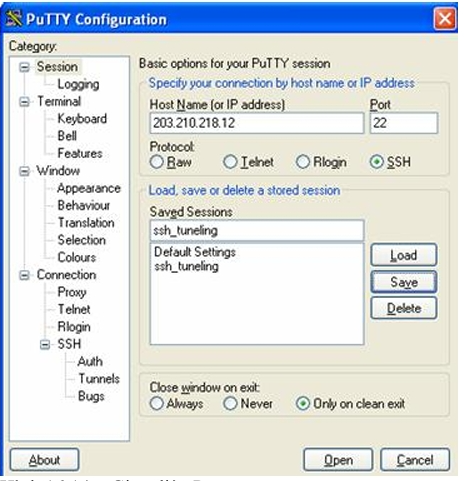 PuTTY Configuration
Category:
Session
Logging
Terminal
Keyboard
Bell
Features
Window
Appearance
Behaviour
Translation
Selection
Colours
Connection
Proxy
Telnet
Rlogin
SSH
Auth
Tunnels
Bugs
Basic options for your PuTTY session
Specify your connection by host name or IP address
Host Name (or IP address) Port
203.210.218.12 22
Protocol:
Raw Telnet Rlogin SSH
Load, save or delete a stored session
Saved Sessions
ssh_tuneling
Default Settings
ssh_tuneling
Load
Save
Delete
Close window on exit:
Always Never Only on clean exit
About Open Cancel